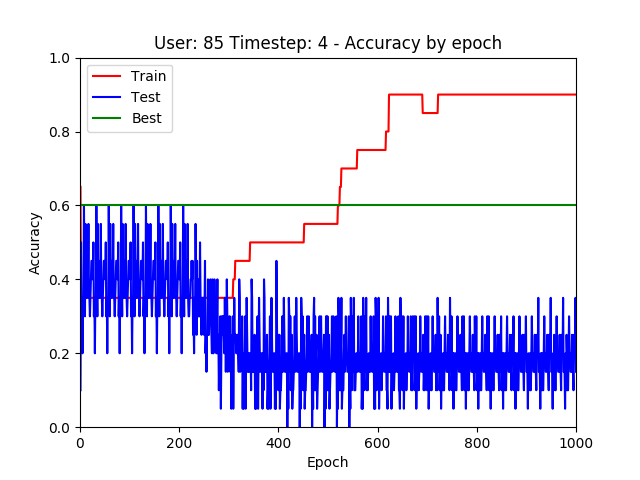 User: 85 Timestep: 4 - Accuracy by epoch
1.0
Train
Test
Best
0.8
0.6
Accuracy
0.4
0.2
0.0
0 200 400 600 800 1000
Epoch